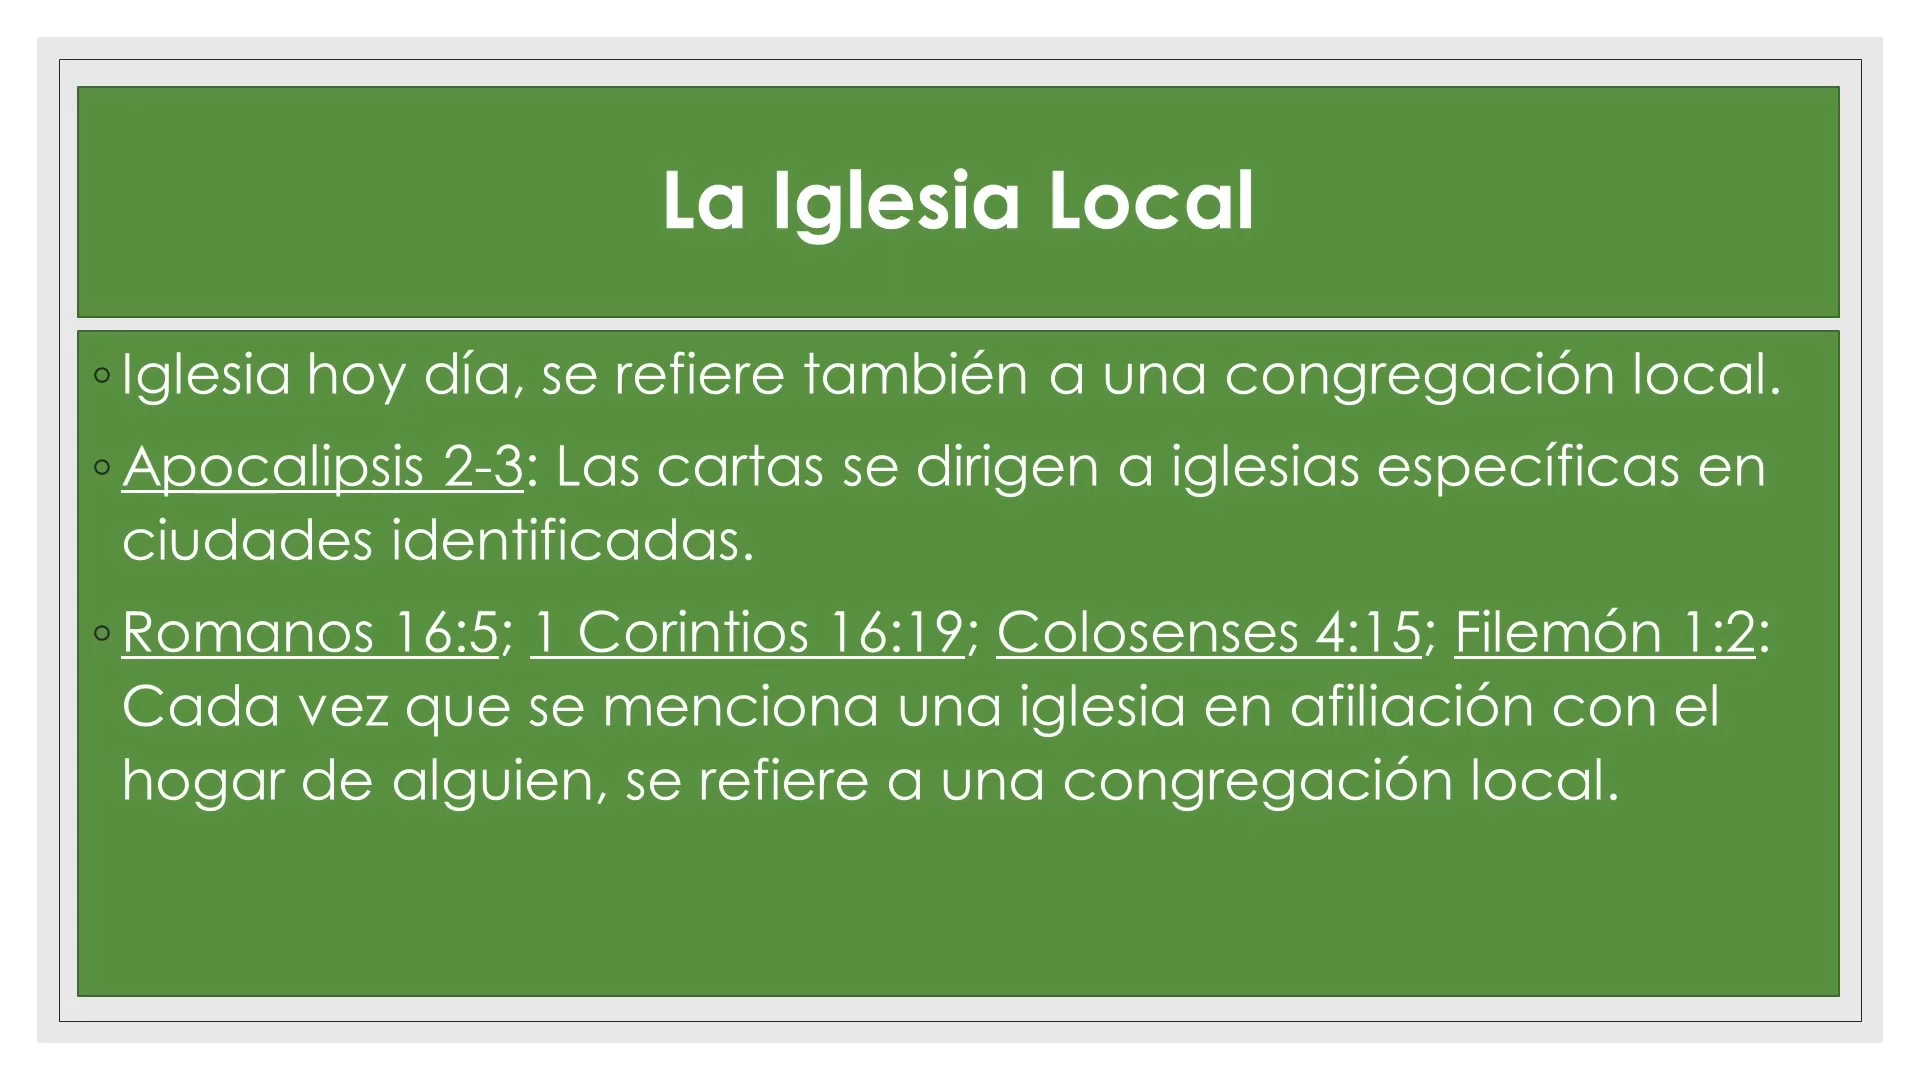 La Iglesia Local
◦ Iglesia hoy día, se refiere también a una congregación local.
◦ Apocalipsis 2-3: Las cartas se dirigen a iglesias específicas en
ciudades identificadas.
◦ Romanos 16:5; 1 Corintios 16:19; Colosenses 4:15; Filemón 1:2:
Cada vez que se menciona una iglesia en afiliación con el
hogar de alguien, se refiere a una congregación local.